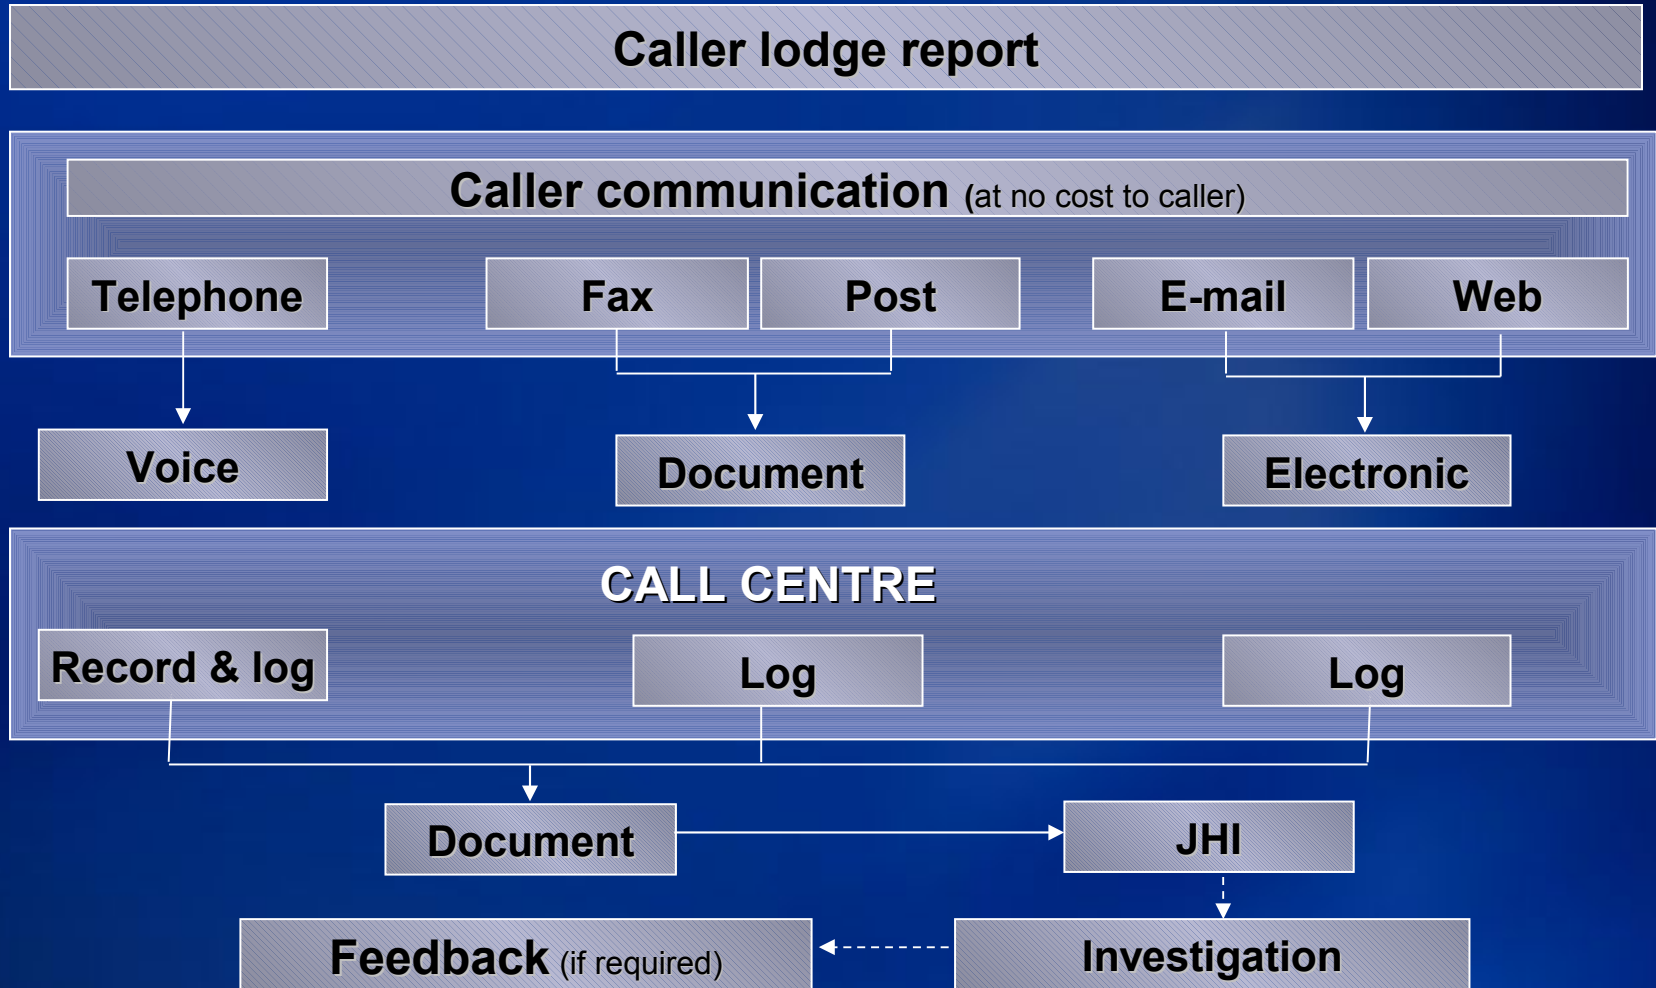 Caller lodge report
Caller communication (at no cost to caller)
Telephone
Fax
Post
E-mail
Web
Voice
Document
Electronic
CALL CENTRE
Record & log
Log
Log
Document
JHI
Feedback (if required)
Investigation